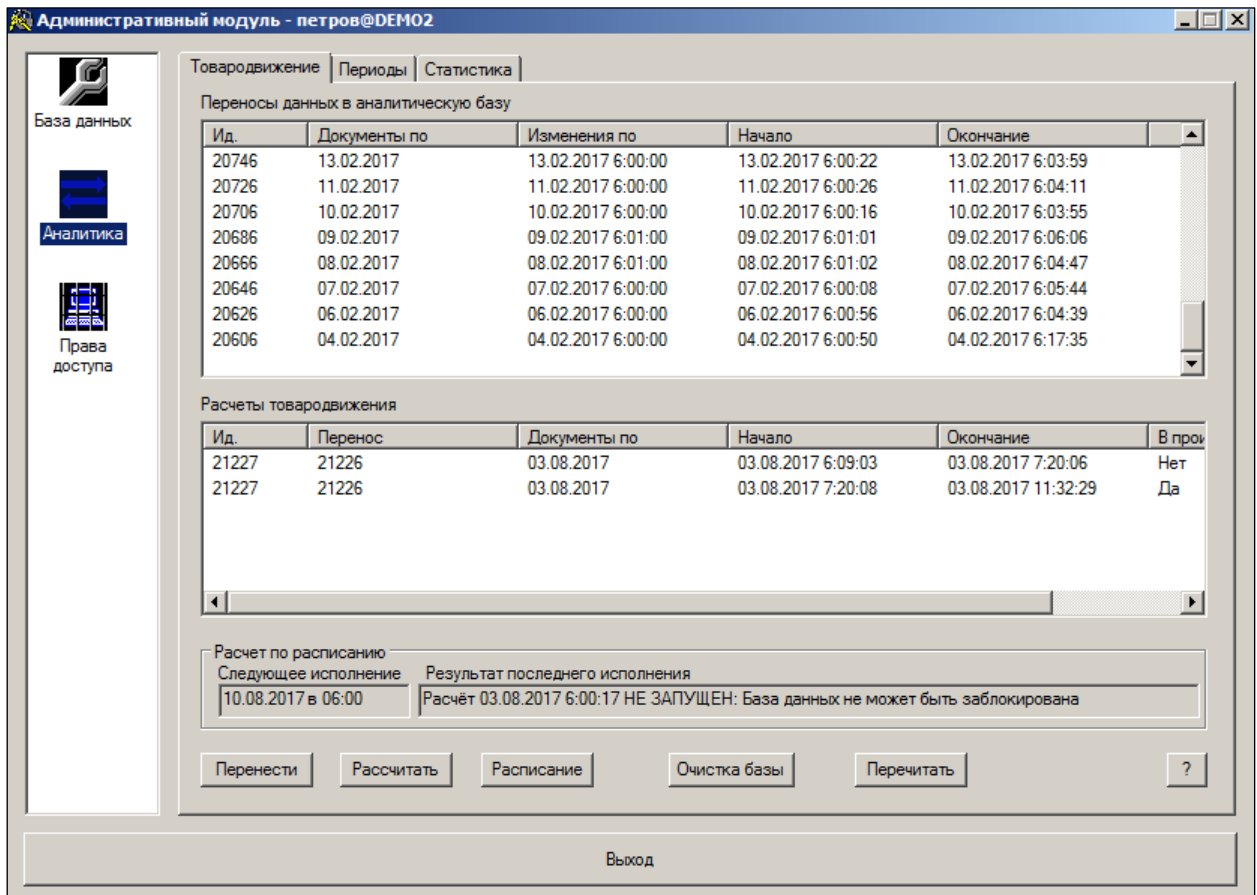 Административный модуль - петров@DEMO2
База данных
Аналитика
Права
доступа
Товародвижение Периоды Статистика
Переносы данных в аналитическую базу
Ид. Документы по Изменения по Начало Окончание
20746 13.02.2017 13.02.2017 6:00:00 13.02.2017 6:00:22 13.02.2017 6:03:59
20726 11.02.2017 11.02.2017 6:00:00 11.02.2017 6:00:26 11.02.2017 6:04:11
20706 10.02.2017 10.02.2017 6:00:00 10.02.2017 6:00:16 10.02.2017 6:03:55
20686 09.02.2017 09.02.2017 6:01:00 09.02.2017 6:01:01 09.02.2017 6:06:06
20666 08.02.2017 08.02.2017 6:01:00 08.02.2017 6:01:02 08.02.2017 6:04:47
20646 07.02.2017 07.02.2017 6:00:00 07.02.2017 6:00:08 07.02.2017 6:05:44
20626 06.02.2017 06.02.2017 6:00:00 06.02.2017 6:00:56 06.02.2017 6:04:39
20606 04.02.2017 04.02.2017 6:00:00 04.02.2017 6:00:50 04.02.2017 6:17:35
Расчеты товародвижения
Ид. Перенос Документы по Начало Окончание В прои
21227 21226 03.08.2017 03.08.2017 6:09:03 03.08.2017 7:20:06 Нет
21227 21226 03.08.2017 03.08.2017 7:20:08 03.08.2017 11:32:29 Да
Расчет по расписанию
Следующее исполнение Результат последнего исполнения
10.08.2017 в 06:00 Расчёт 03.08.2017 6:00:17 НЕ ЗАПУЩЕН: База данных не может быть заблокирована
Перенести Рассчитать Расписание Очистка базы Перечитать ?
Выход